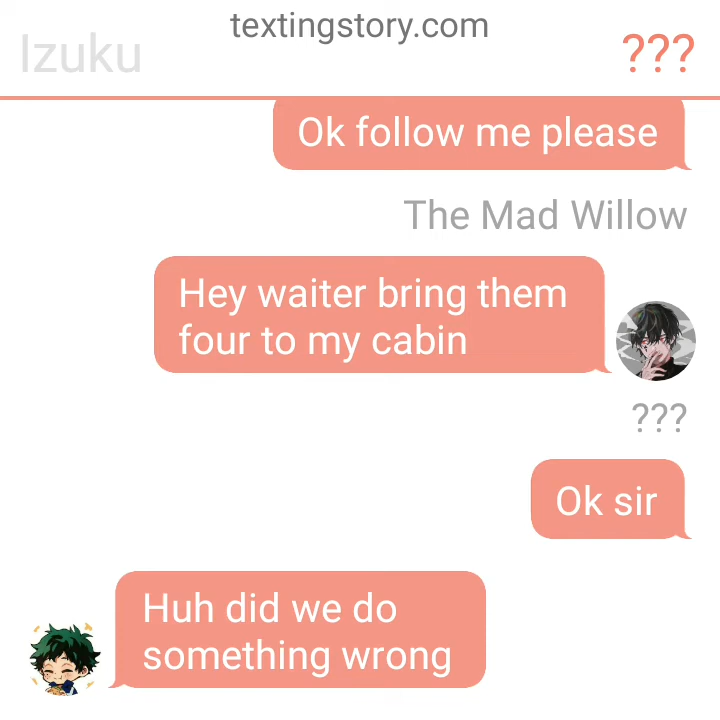 textingstory.com
Izuku
???
Ok follow me please
The Mad Willow
Hey waiter bring them
four to my cabin
???
Ok sir
Huh did we do
something wrong